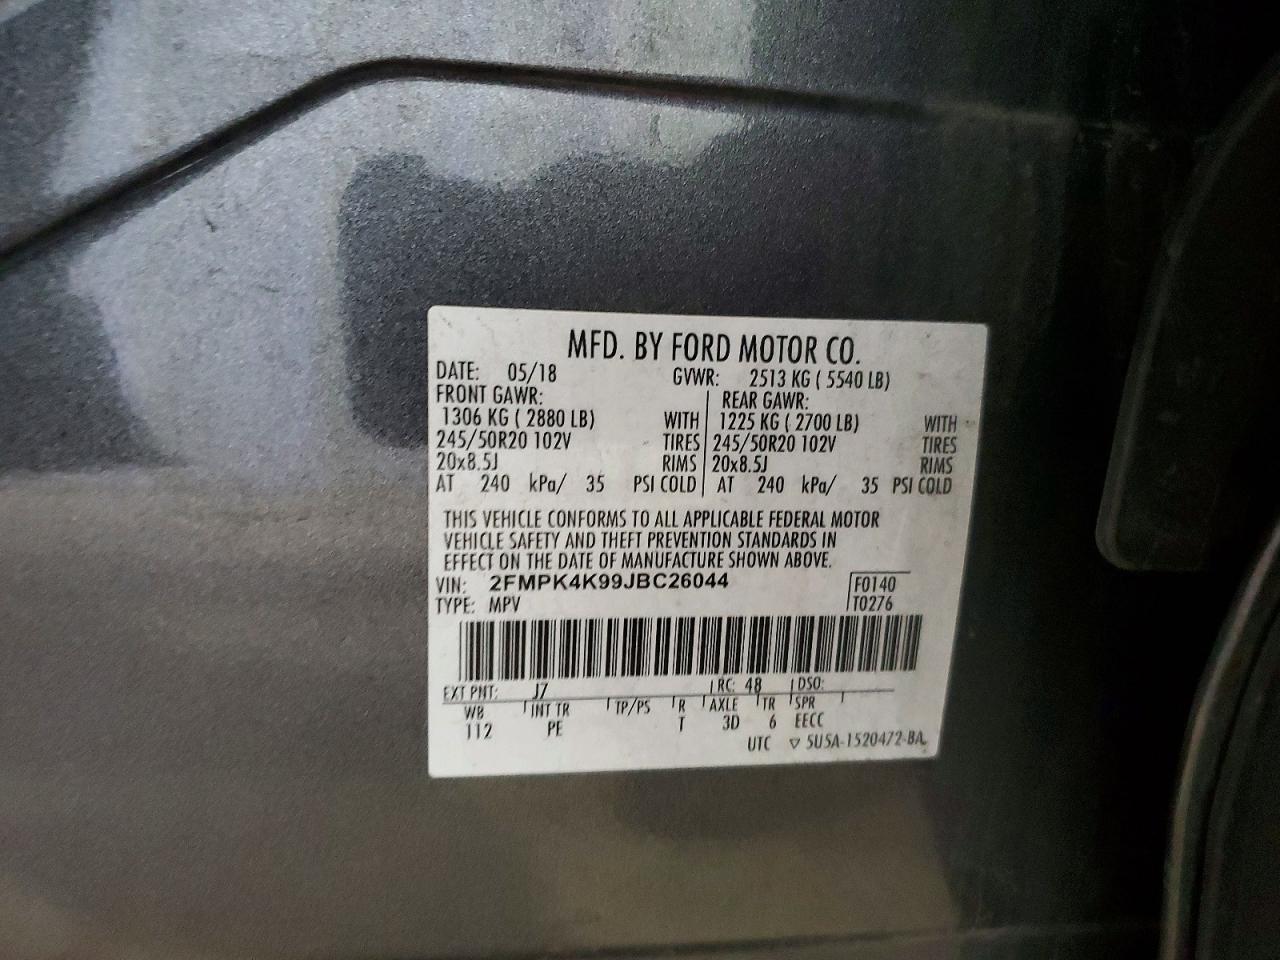 MFD. BY FORD MOTOR CO.
DATE: 05/18 GVWR: 2513 KG ( 5540 LB)
FRONT GAWR: REAR GAWR:
1306 KG ( 2880 LB) WITH 1225 KG ( 2700 LB) WITH
245/50R20 102V TIRES 245/50R20 102V TIRES
20x8.5J RIMS 20x8.5J RIMS
AT 240 kPa/ 35 PSI COLD AT 240 kPa/ 35 PSI COLD
THIS VEHICLE CONFORMS TO ALL APPLICABLE FEDERAL MOTOR
VEHICLE SAFETY AND THEFT PREVENTION STANDARDS IN
EFFECT ON THE DATE OF MANUFACTURE SHOWN ABOVE.
VIN: 2FMPK4K99JBC26044 F0140
TYPE: MPV T0276
EXT PNT: J7 RC: 48 DSO:
WB INT TR TP/PS R AXLE TR SPR
112 PE T 3D 6 EECC
UTC ▽ 5U5A-1520472-BA